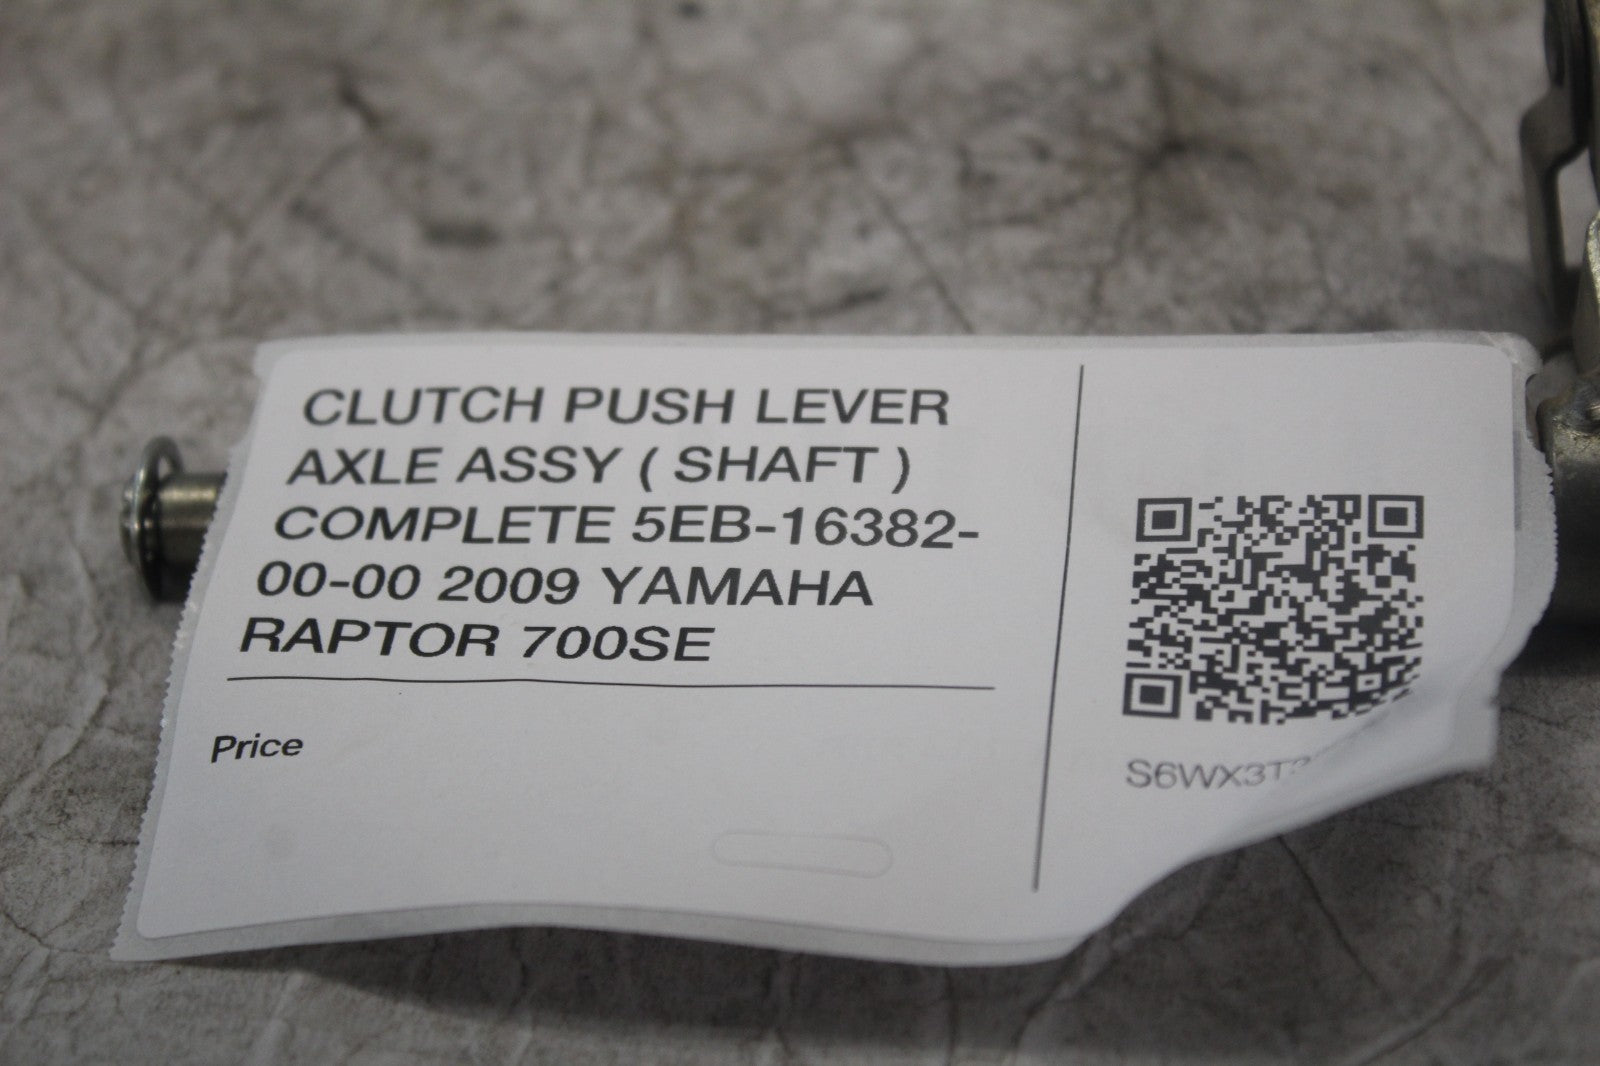 CLUTCH PUSH LEVER
AXLE ASSY ( SHAFT )
COMPLETE 5EB-16382-
00-00 2009 YAMAHA
RAPTOR 700SE
Price